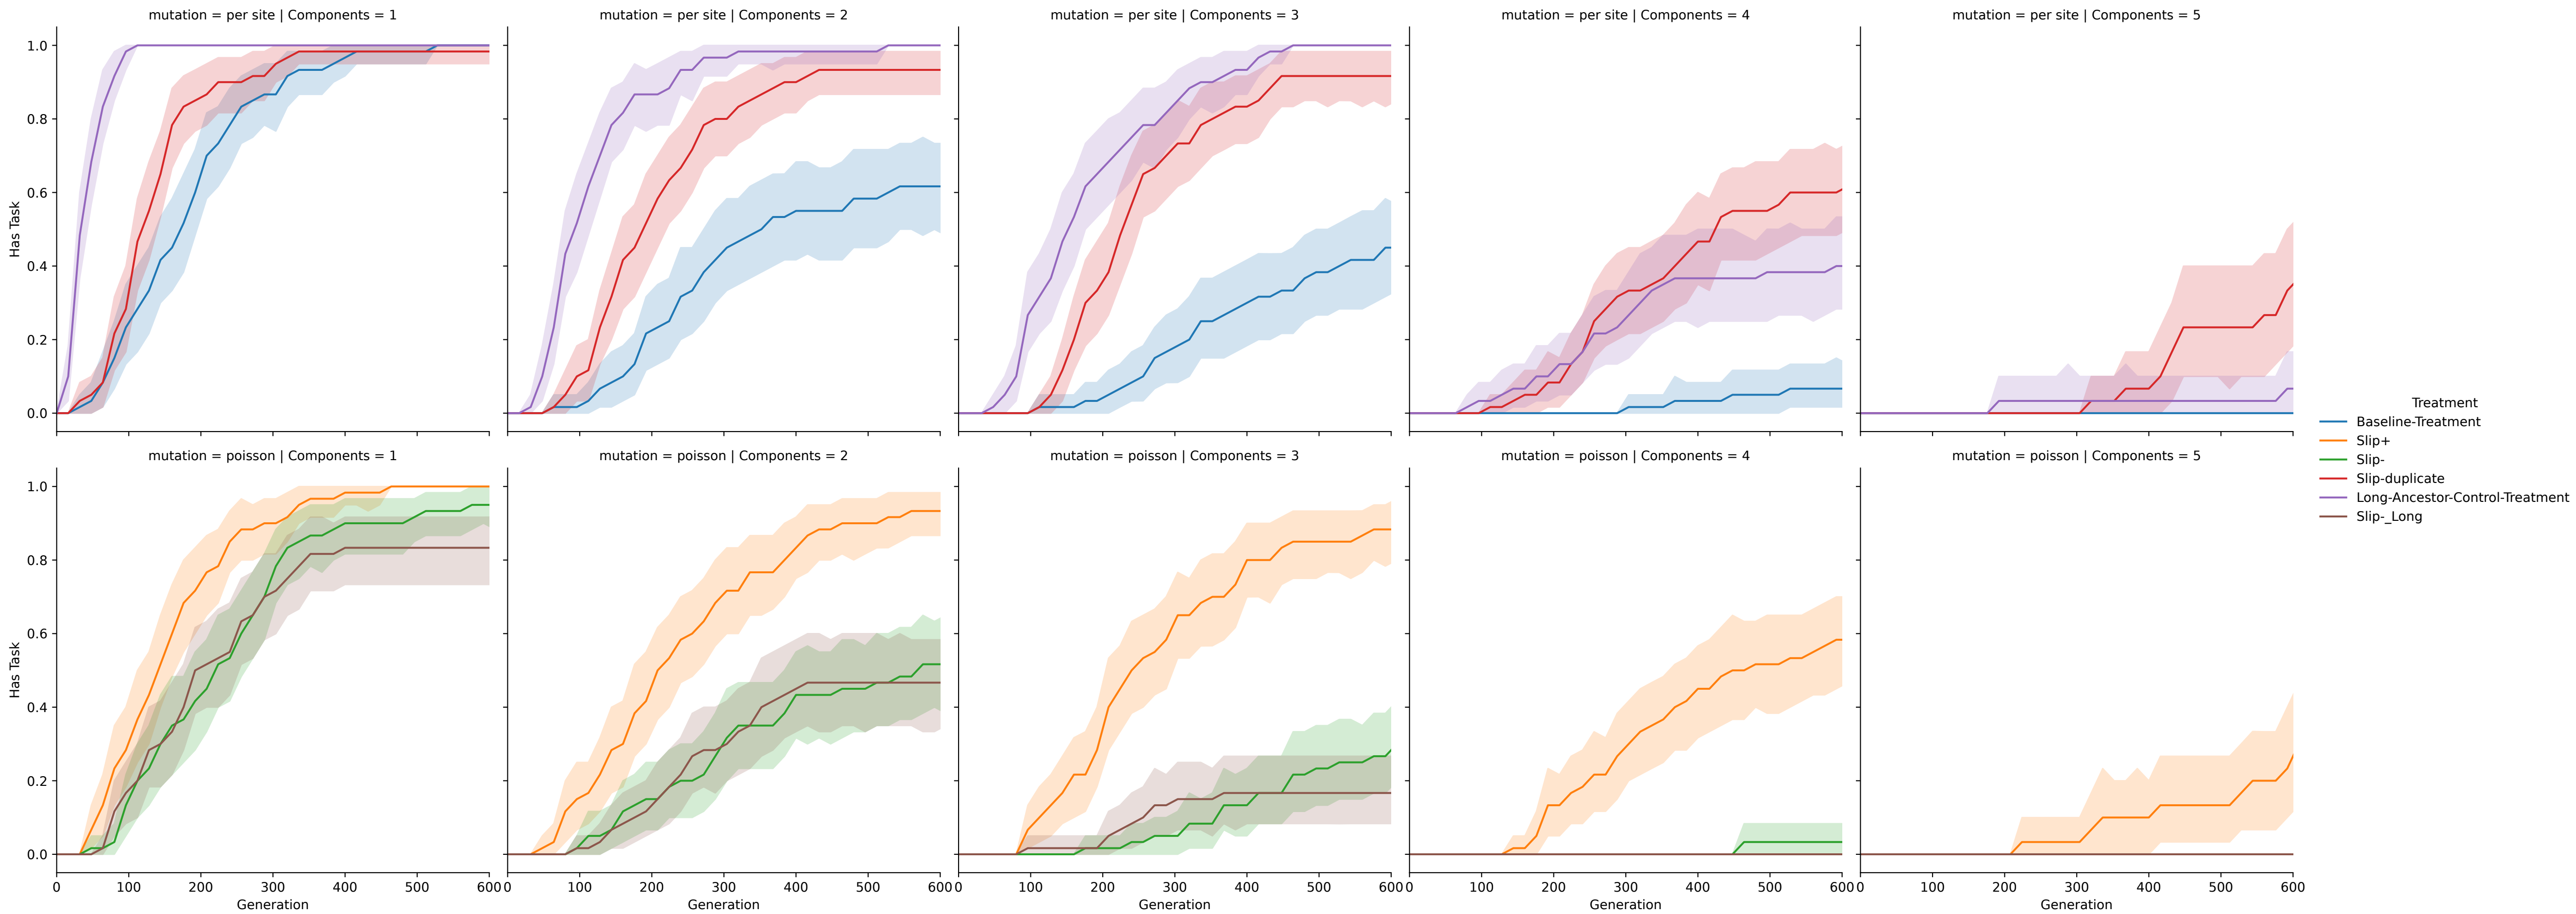 mutation = per site | Components = 1
mutation = per site | Components = 2
mutation = per site | Components = 3
mutation = per site | Components = 4
mutation = per site | Components = 5
Has Task
1.0
0.8
0.6
0.4
0.2
0.0
mutation = poisson | Components = 1
mutation = poisson | Components = 2
mutation = poisson | Components = 3
mutation = poisson | Components = 4
mutation = poisson | Components = 5
Has Task
1.0
0.8
0.6
0.4
0.2
0.0
0 100 200 300 400 500 600
0 100 200 300 400 500 600
0 100 200 300 400 500 600
0 100 200 300 400 500 600
0 100 200 300 400 500 600
Generation
Generation
Generation
Generation
Generation
Treatment
Baseline-Treatment
Slip+
Slip-
Slip-duplicate
Long-Ancestor-Control-Treatment
Slip-_Long